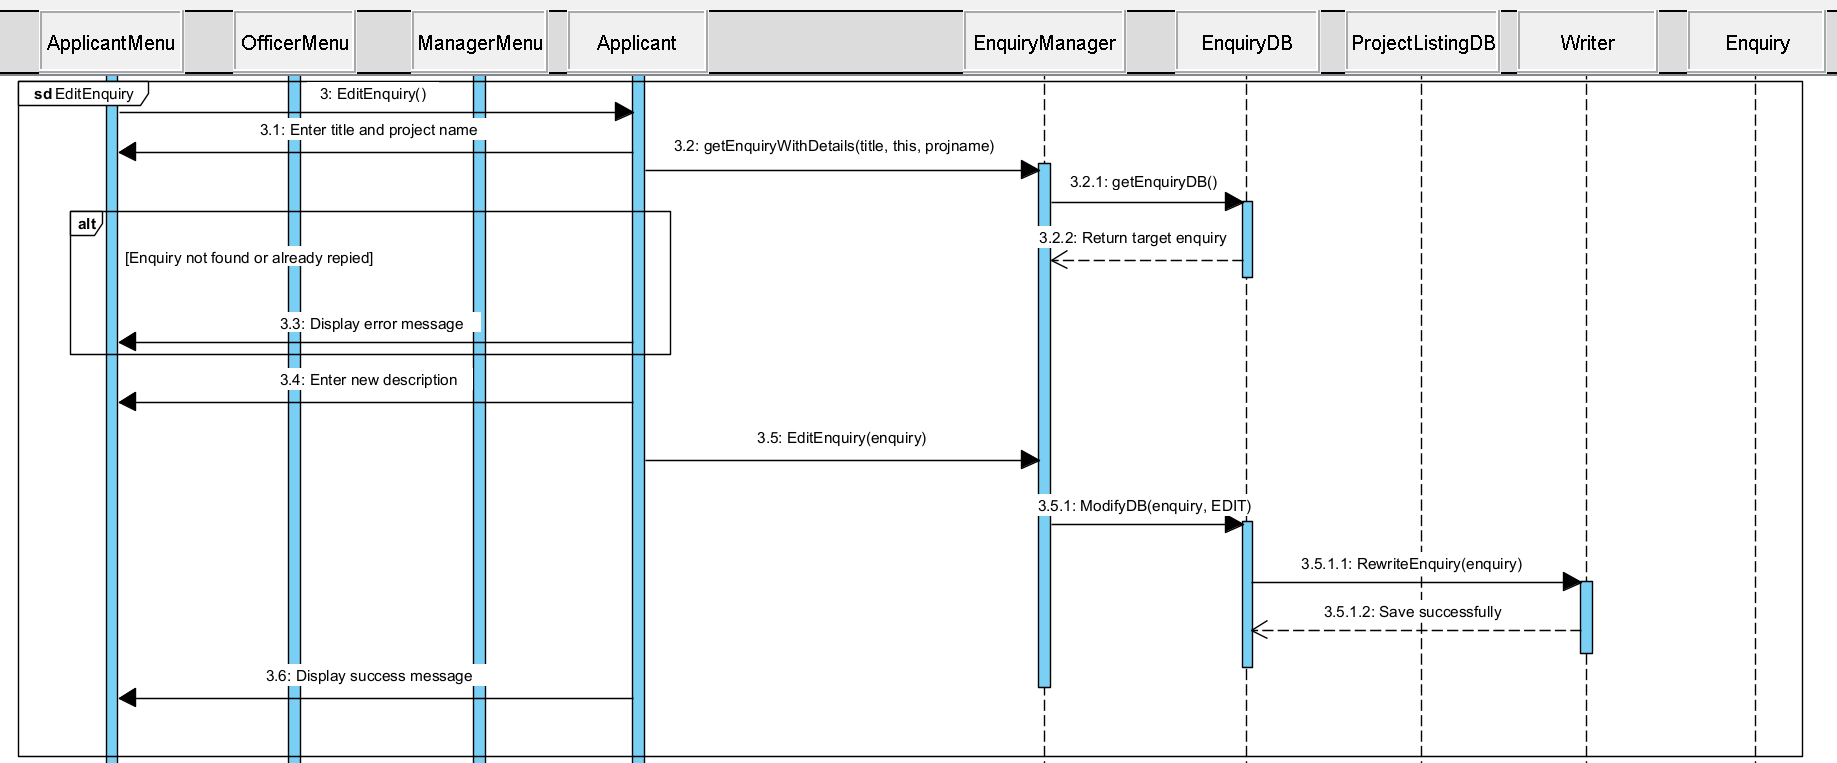 ApplicantMenu OfficerMenu ManagerMenu Applicant EnquiryManager EnquiryDB ProjectListingDB Writer Enquiry
sd EditEnquiry
3: EditEnquiry()
3.1: Enter title and project name
3.2: getEnquiryWithDetails(title, this, projname)
3.2.1: getEnquiryDB()
alt
3.2.2: Return target enquiry
[Enquiry not found or already repied]
3.3: Display error message
3.4: Enter new description
3.5: EditEnquiry(enquiry)
3.5.1: ModifyDB(enquiry, EDIT)
3.5.1.1: RewriteEnquiry(enquiry)
3.5.1.2: Save successfully
3.6: Display success message